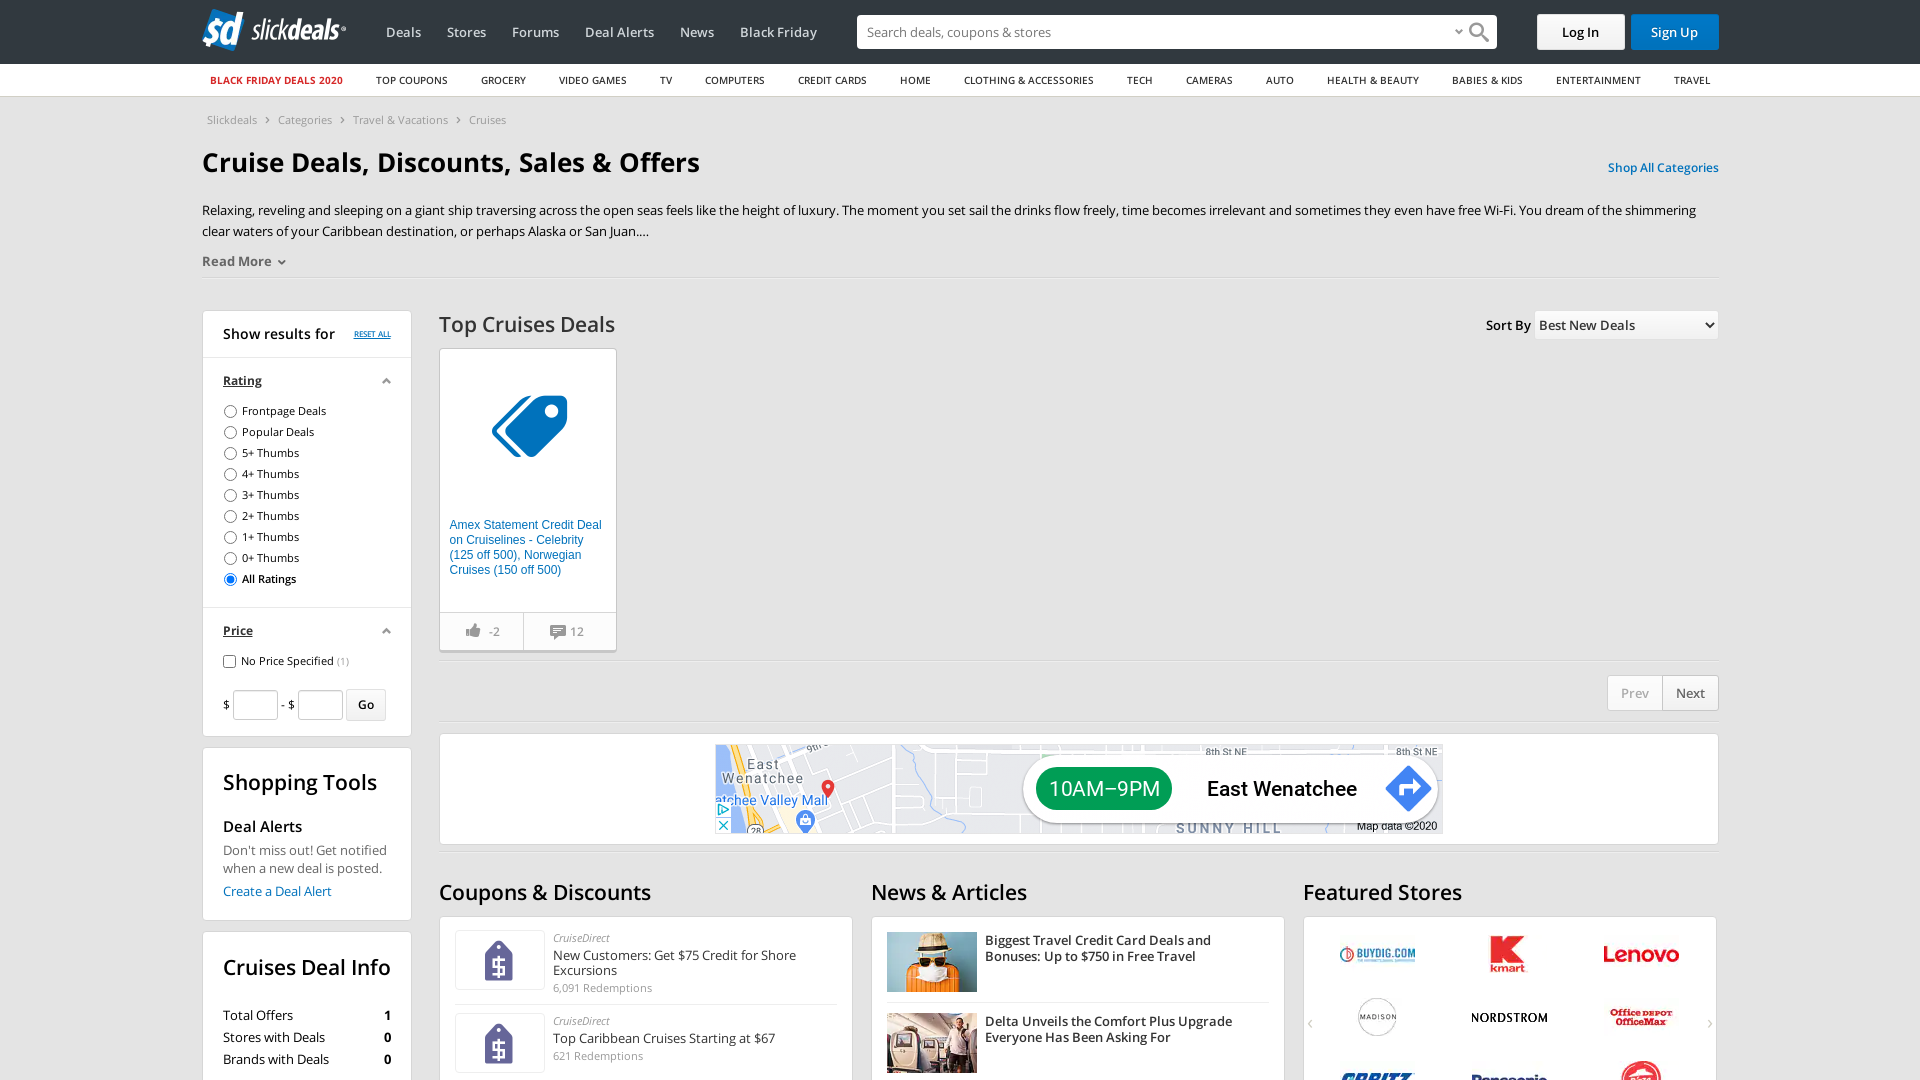 sd slickdeals
Deals
Stores
Forums
Deal Alerts
News
Black Friday
Search deals, coupons & stores
Log In
Sign Up
BLACK FRIDAY DEALS 2020
TOP COUPONS
GROCERY
VIDEO GAMES
TV
COMPUTERS
CREDIT CARDS
HOME
CLOTHING & ACCESSORIES
TECH
CAMERAS
AUTO
HEALTH & BEAUTY
BABIES & KIDS
ENTERTAINMENT
TRAVEL
Slickdeals > Categories > Travel & Vacations > Cruises
Cruise Deals, Discounts, Sales & Offers
Shop All Categories
Relaxing, reveling and sleeping on a giant ship traversing across the open seas feels like the height of luxury. The moment you set sail the drinks flow freely, time becomes irrelevant and sometimes they even have free Wi-Fi. You dream of the shimmering
clear waters of your Caribbean destination, or perhaps Alaska or San Juan....
Read More
Show results for
RESET ALL
Rating
Frontpage Deals
Popular Deals
5+ Thumbs
4+ Thumbs
3+ Thumbs
2+ Thumbs
1+ Thumbs
0+ Thumbs
All Ratings
Price
No Price Specified (1)
$ - $ Go
Shopping Tools
Deal Alerts
Don't miss out! Get notified
when a new deal is posted.
Create a Deal Alert
Cruises Deal Info
Total Offers 1
Stores with Deals 0
Brands with Deals 0
Top Cruises Deals
Sort By Best New Deals
Amex Statement Credit Deal
on Cruiselines - Celebrity
(125 off 500), Norwegian
Cruises (150 off 500)
-2
12
Prev
Next
9th
East
Wenatchee
atchee Valley Mall
28
8th St NE
8th St NE
10AM–9PM
East Wenatchee
SUNNY HILL
Map data ©2020
Coupons & Discounts
CruiseDirect
New Customers: Get $75 Credit for Shore
Excursions
6,091 Redemptions
CruiseDirect
Top Caribbean Cruises Starting at $67
621 Redemptions
News & Articles
Biggest Travel Credit Card Deals and
Bonuses: Up to $750 in Free Travel
Delta Unveils the Comfort Plus Upgrade
Everyone Has Been Asking For
Featured Stores
BUYDIG.COM
kmart
Lenovo
MADISON
NORDSTROM
Office DEPOT
OfficeMax
ORBITZ
Panasonic